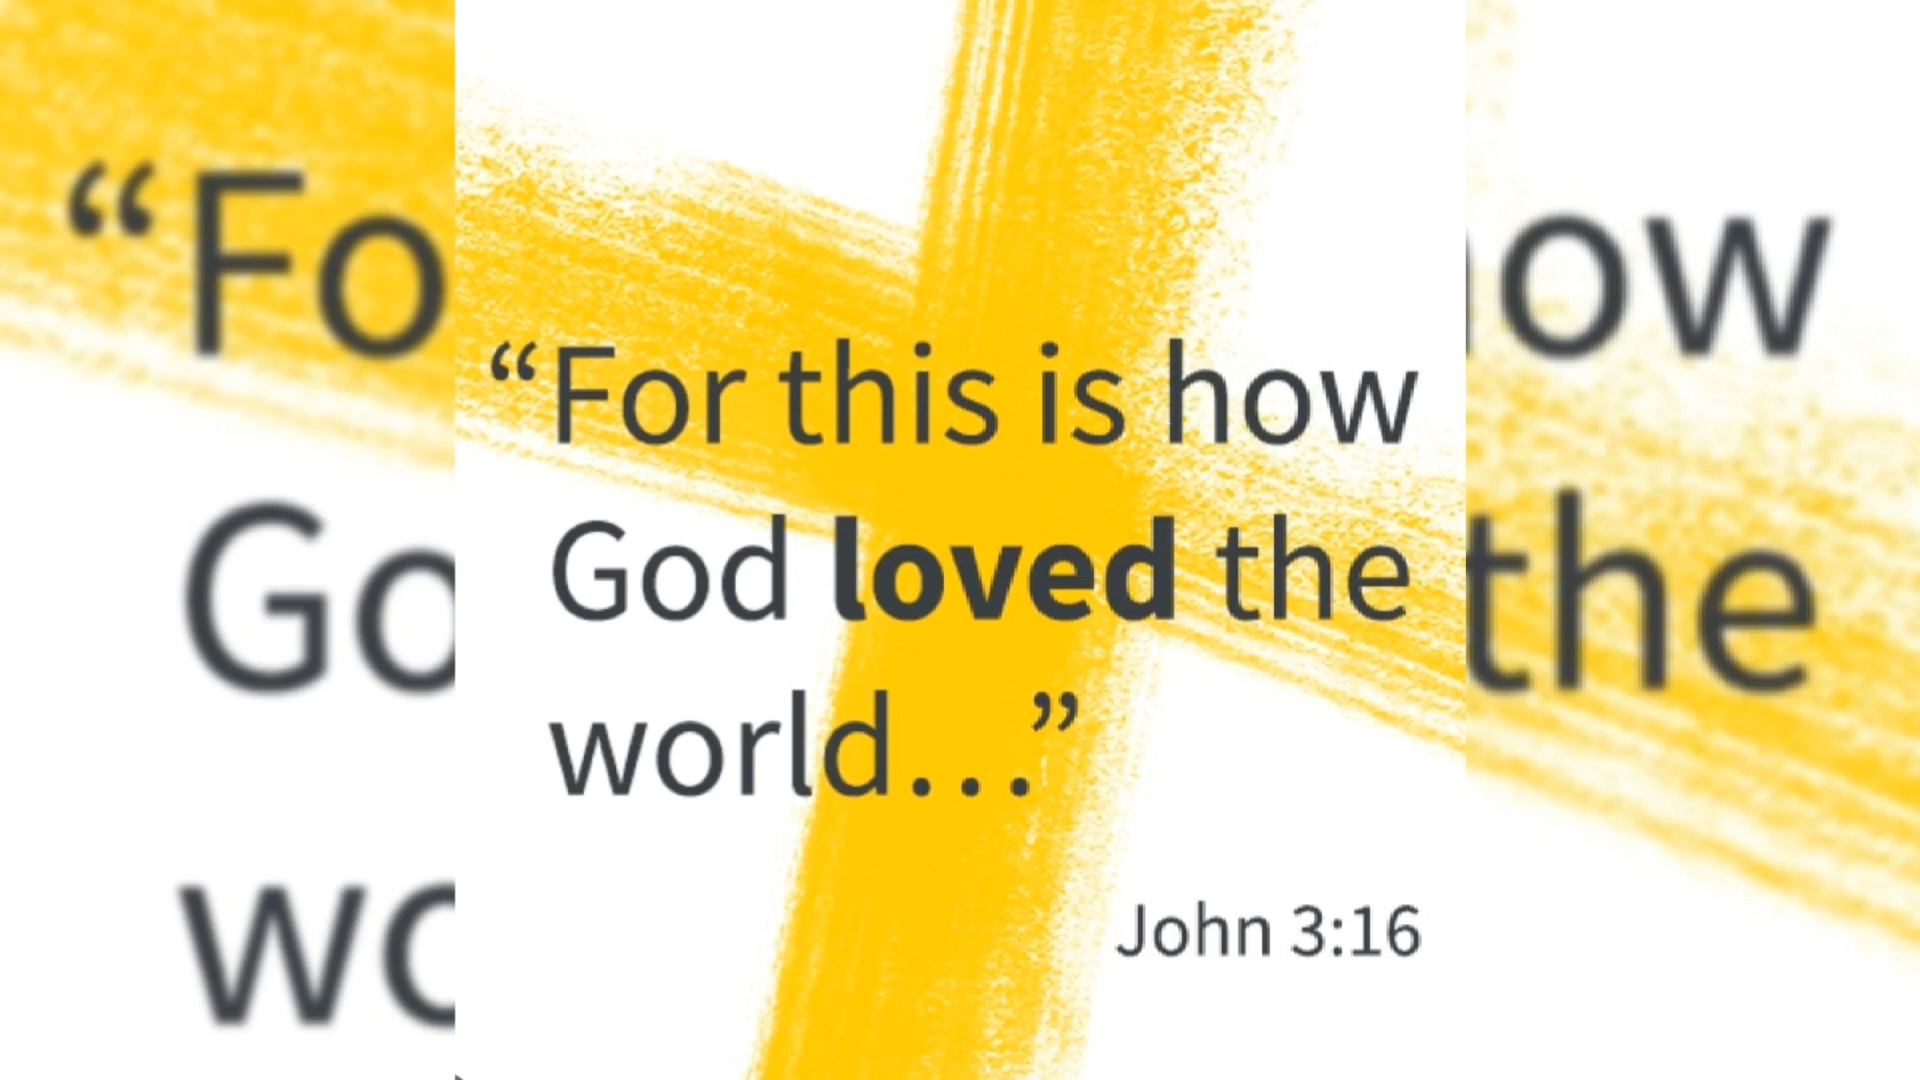 “For this is how
God loved the
world…”
John 3:16